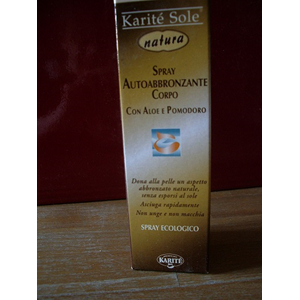 Karité Sole
natura
SPRAY
AUTOABBRONZANTE
CORPO
CON ALOE E POMODORO
Dona alla pelle un aspetto
abbronzato naturale,
senza esporsi al sole
Asciuga rapidamente
Non unge e non macchia
SPRAY ECOLOGICO
KARITÉ